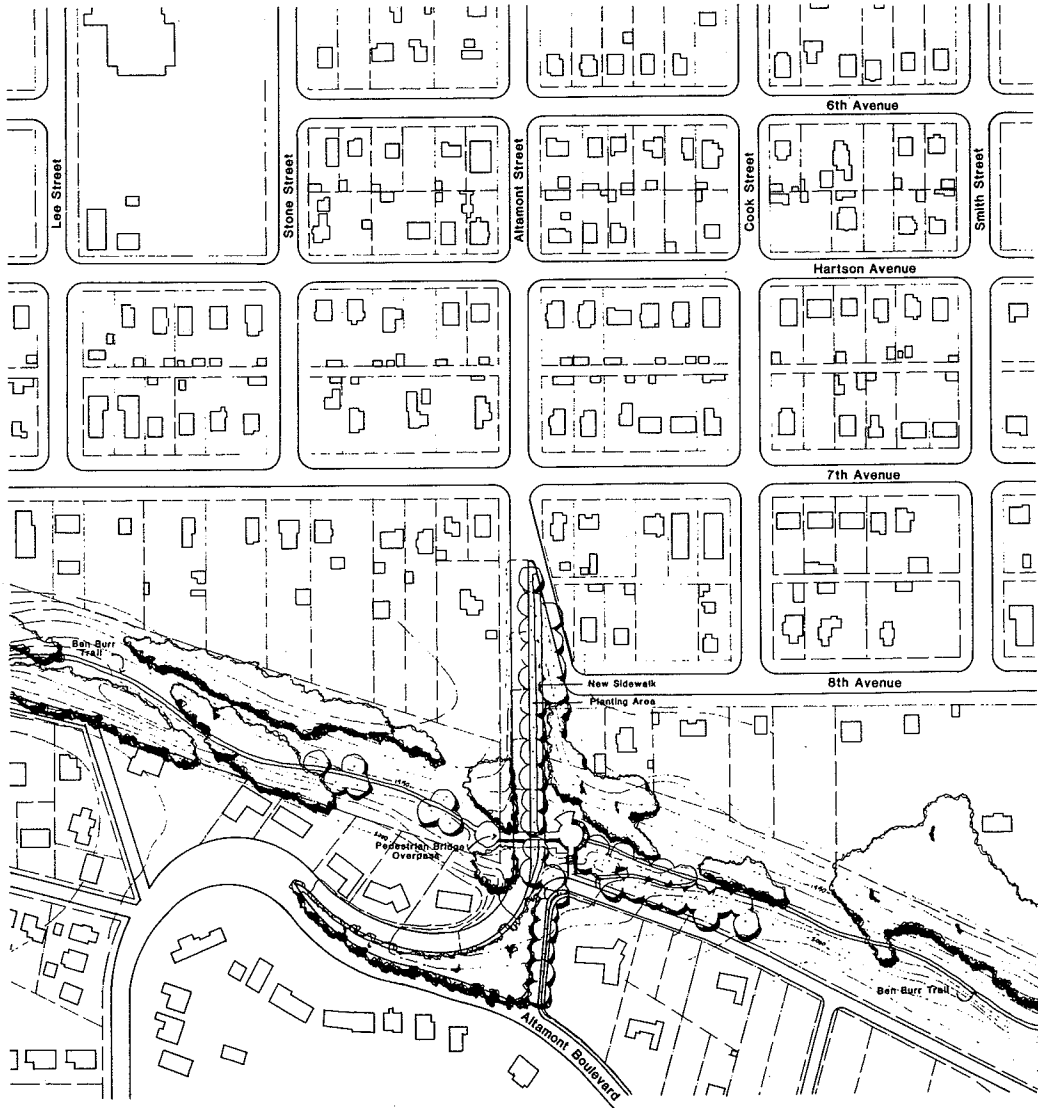 6th Avenue
Lee Street
Stone Street
Altamont Street
Cook Street
Smith Street
Hartson Avenue
7th Avenue
Ben Burr
Trail
New Sidewalk
8th Avenue
Planting Area
Pedestrian Bridge
Overpass
Ben Burr Trail
Altamont Boulevard